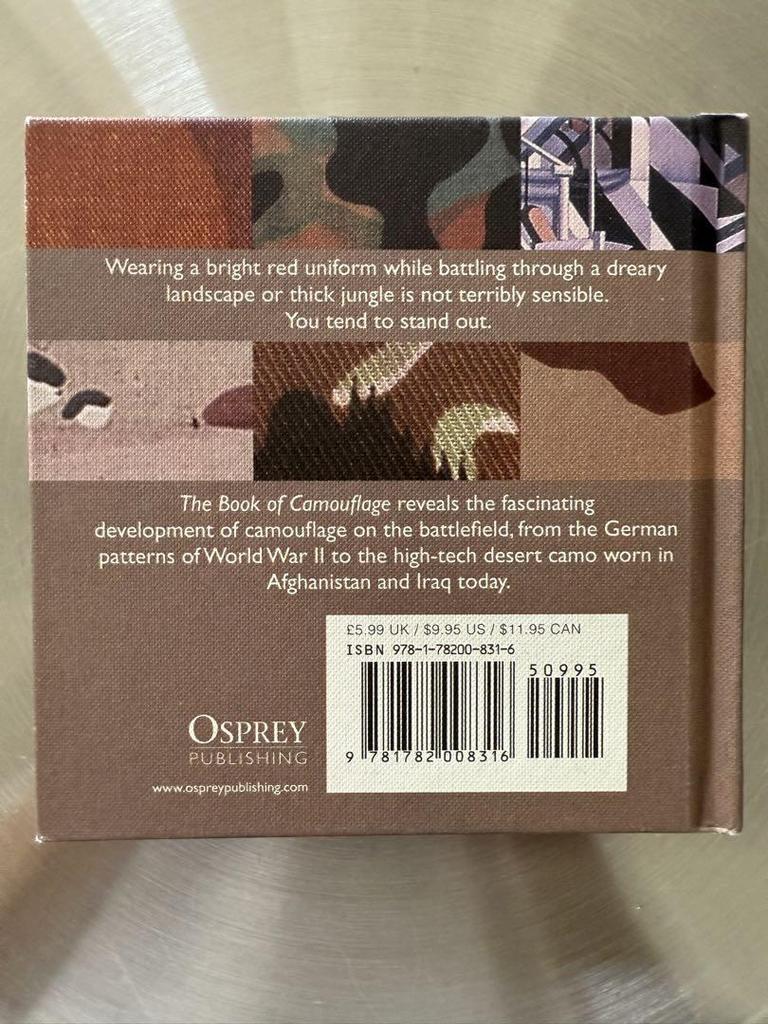 Wearing a bright red uniform while battling through a dreary
landscape or thick jungle is not terribly sensible.
You tend to stand out.
The Book of Camouflage reveals the fascinating
development of camouflage on the battlefield, from the German
patterns of World War II to the high-tech desert camo worn in
Afghanistan and Iraq today.
£5.99 UK / $9.95 US / $11.95 CAN
ISBN 978-1-78200-831-6
50995
9 781782 008316
OSPREY
PUBLISHING
www.ospreypublishing.com